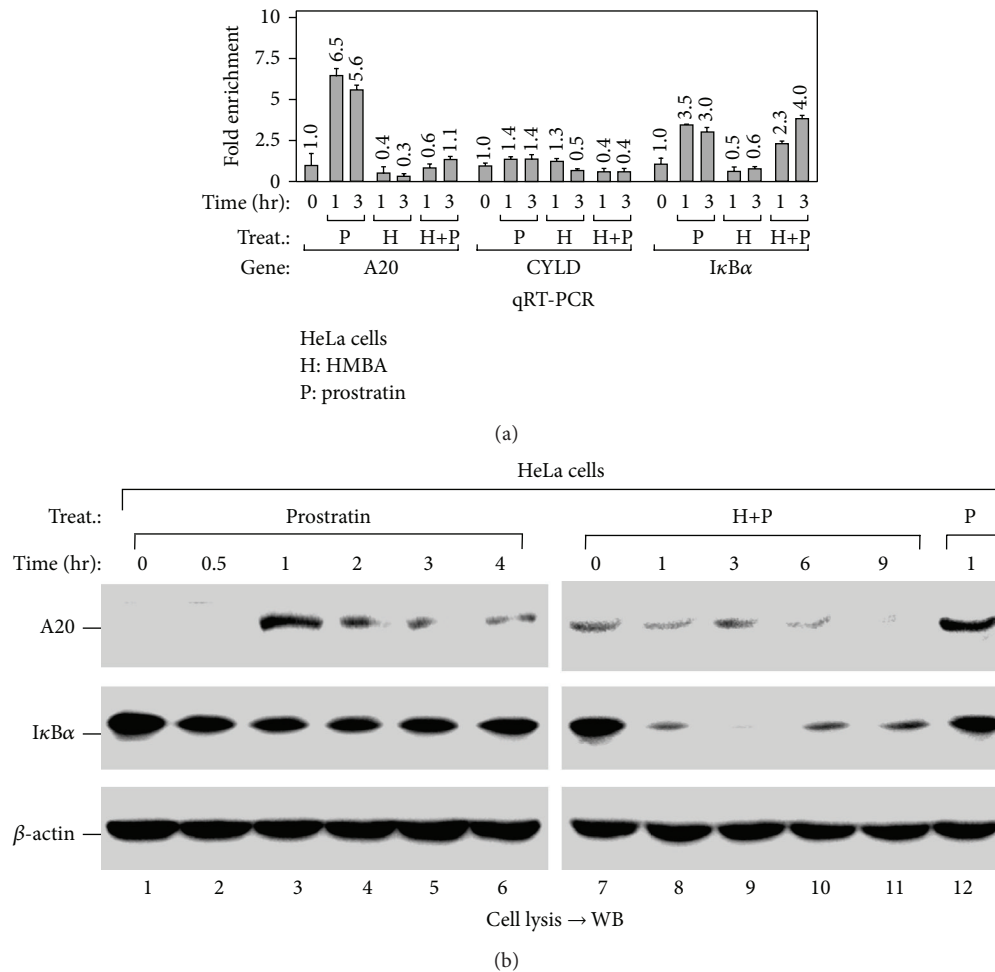 10
7.5
5
2.5
0
Fold enrichment
1.0 6.5 5.6 0.4 0.3 0.6 1.1 1.0 1.4 1.4 1.3 0.5 0.4 0.4 1.0 3.5 3.0 0.5 0.6 2.3 4.0
Time (hr): 0 1 3 1 3 1 3 0 1 3 1 3 1 3 0 1 3 1 3 1 3
Treat.: P H H+P P H H+P P H H+P
Gene: A20 CYLD IκBα
qRT-PCR
HeLa cells
H: HMBA
P: prostratin
(a)
HeLa cells
Treat.: Prostratin H+P P
Time (hr): 0 0.5 1 2 3 4 0 1 3 6 9 1
A20
IκBα
β-actin
1 2 3 4 5 6 7 8 9 10 11 12
Cell lysis → WB
(b)